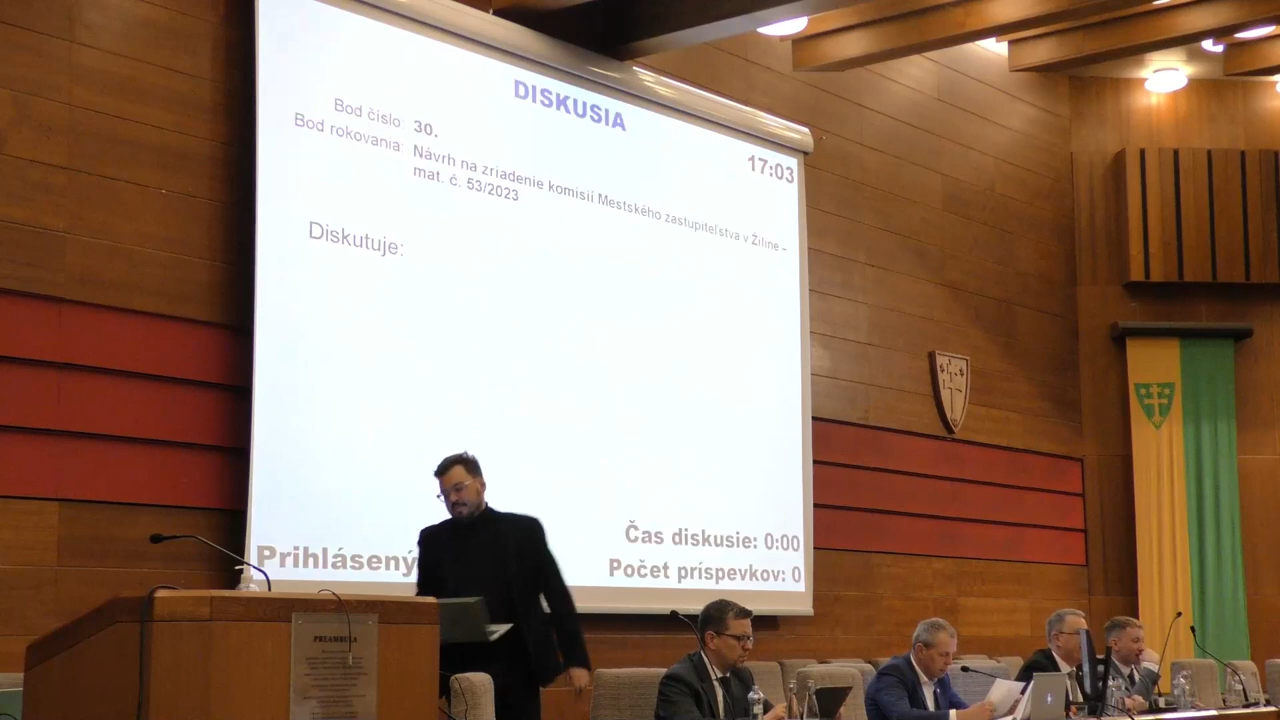 DISKUSIA
17:03
Bod číslo: 30.
Bod rokovania: Návrh na zriadenie komisií Mestského zastupiteľstva v Žiline –
mat. č. 53/2023
Diskutuje:
Čas diskusie: 0:00
Prihlásený
Počet príspevkov: 0
PREAMBULA